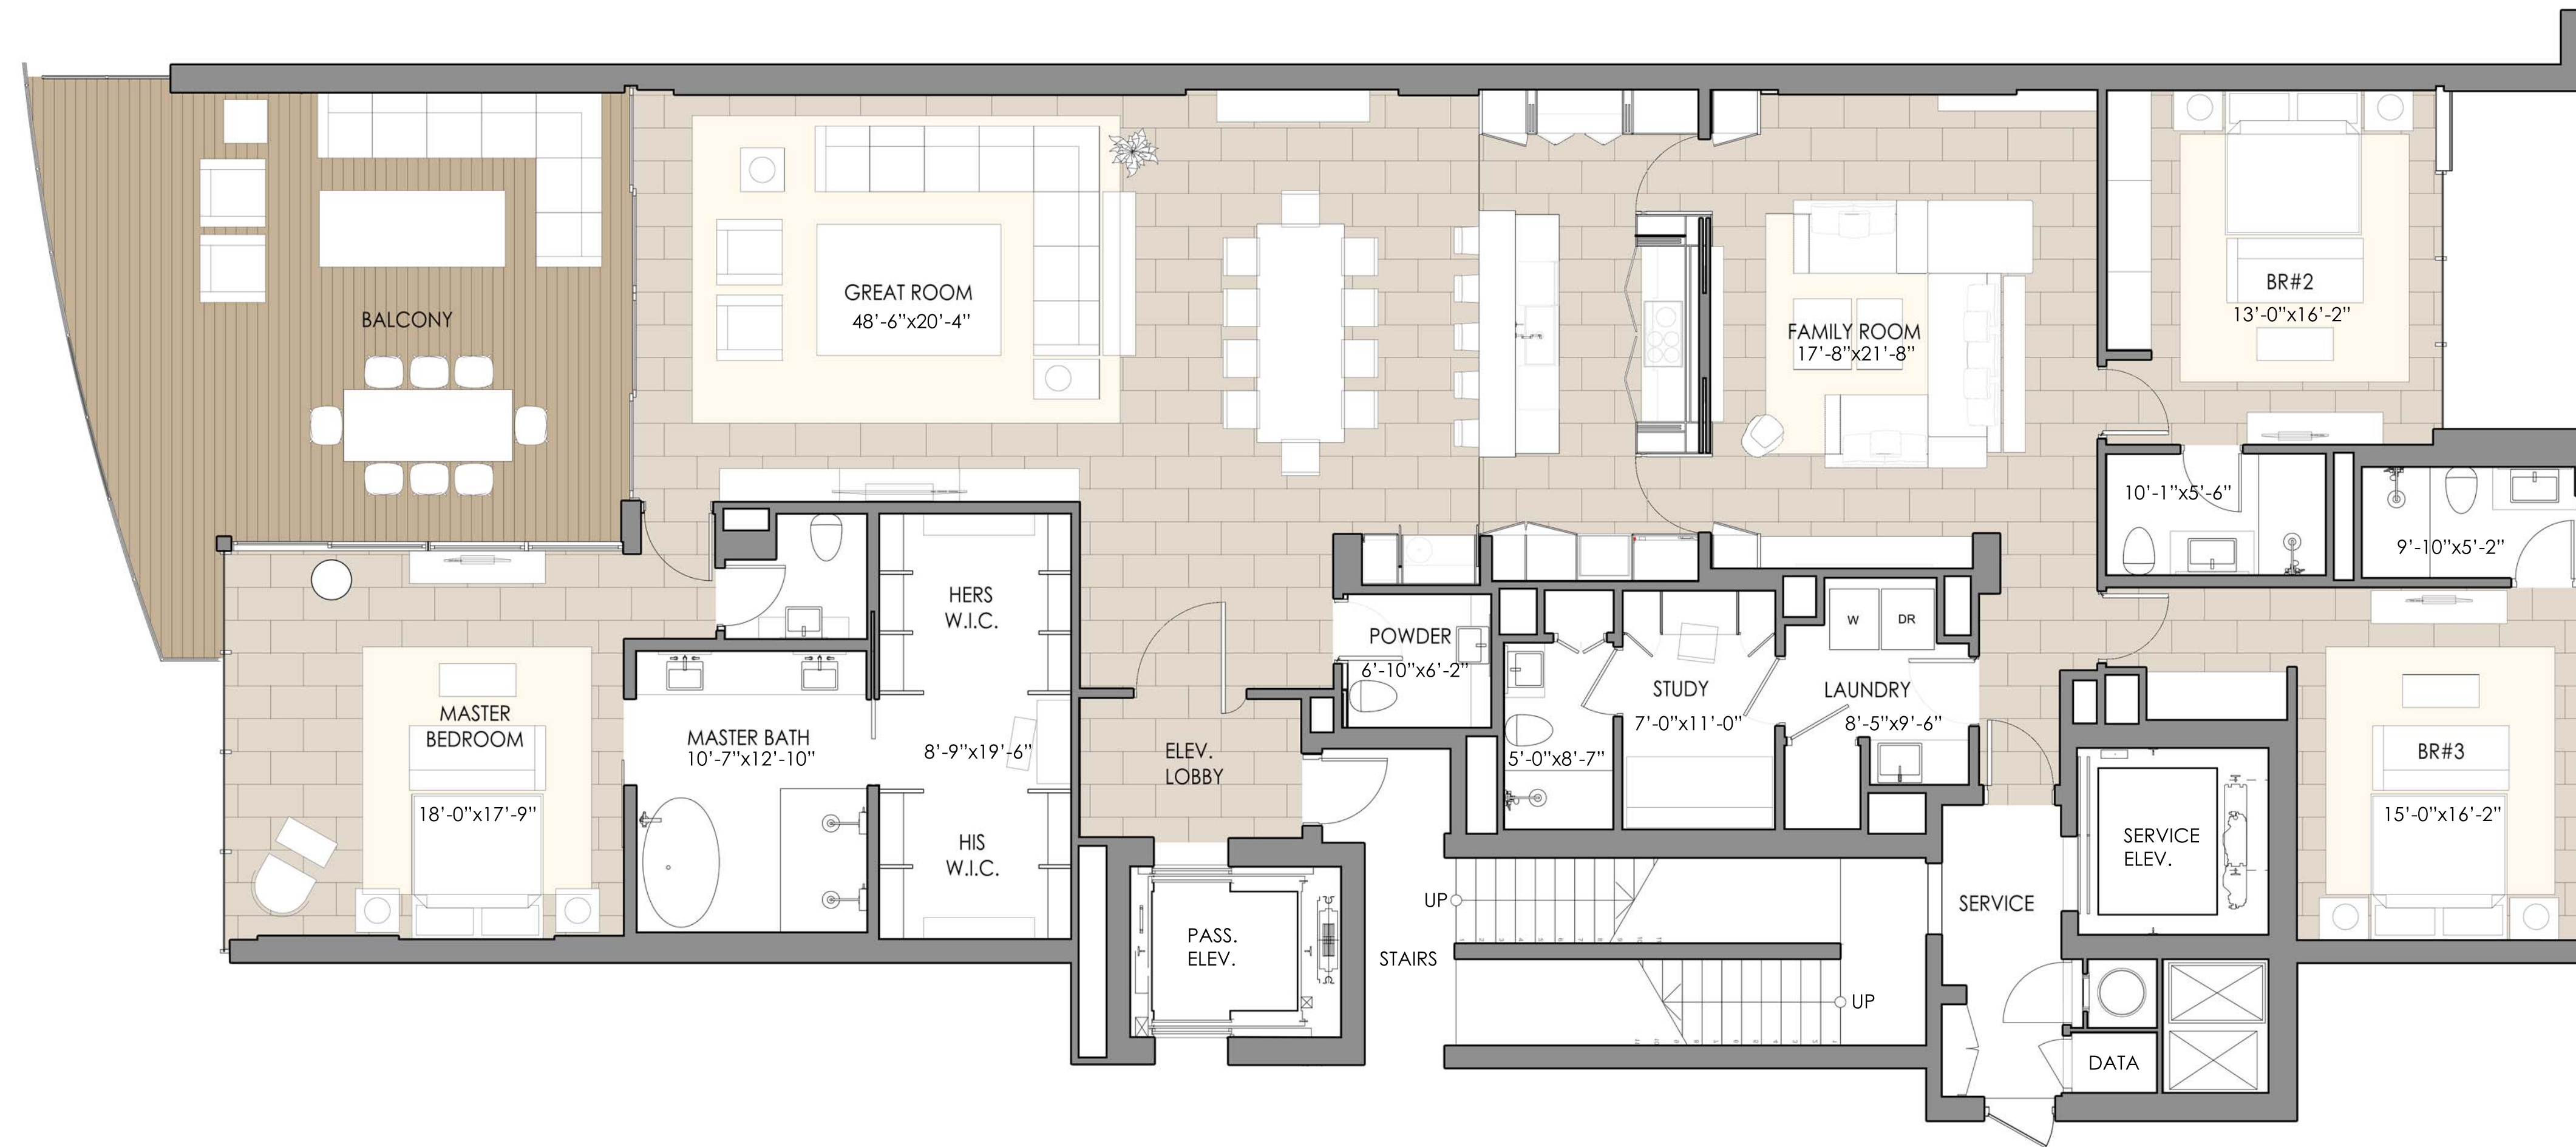 BALCONY
GREAT ROOM
48'-6"x20'-4"
FAMILY ROOM
17'-8"x21'-8"
BR#2
13'-0"x16'-2"
10'-1"x5'-6"
9'-10"x5'-2"
HERS
W.I.C.
8'-9"x19'-6"
HIS
W.I.C.
MASTER
BEDROOM
18'-0"x17'-9"
MASTER BATH
10'-7"x12'-10"
ELEV.
LOBBY
POWDER
6'-10"x6'-2"
5'-0"x8'-7"
STUDY
7'-0"x11'-0"
W
DR
LAUNDRY
8'-5"x9'-6"
BR#3
15'-0"x16'-2"
SERVICE
ELEV.
UP
SERVICE
PASS.
ELEV.
STAIRS
UP
DATA